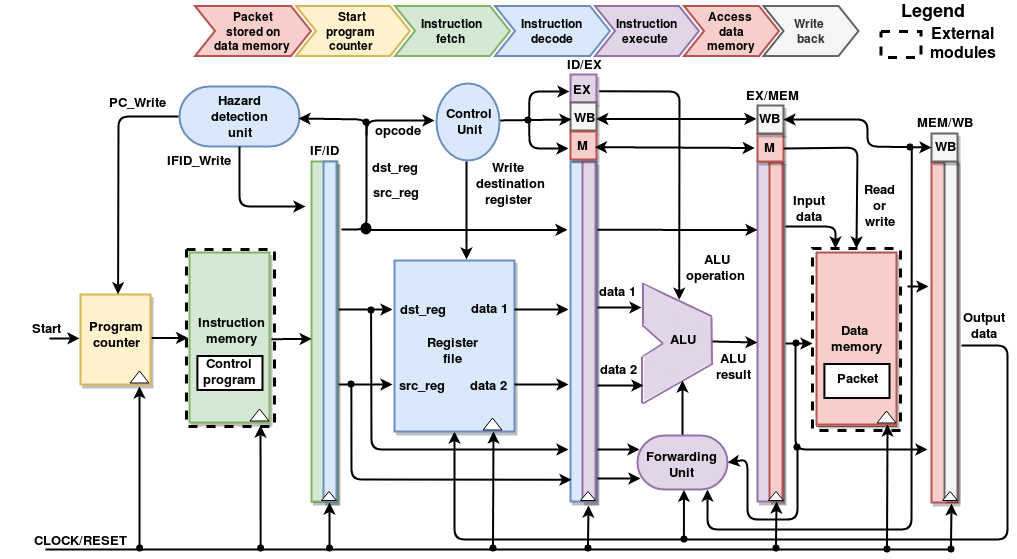 Packet
stored on
data memory
Start
program
counter
Instruction
fetch
Instruction
decode
Instruction
execute
Access
data
memory
Write
back
Legend
External
modules
ID/EX
EX
WB
M
EX/MEM
WB
M
MEM/WB
WB
PC_Write
Hazard
detection
unit
IFID_Write
IF/ID
opcode
dst_reg
src_reg
Control
Unit
Write
destination
register
Input
data
Read
or
write
ALU
operation
Start
Program
counter
Instruction
memory
Control
program
dst_reg
data 1
Register
file
src_reg
data 2
data 1
data 2
ALU
ALU
result
Data
memory
Packet
Output
data
Forwarding
Unit
CLOCK/RESET